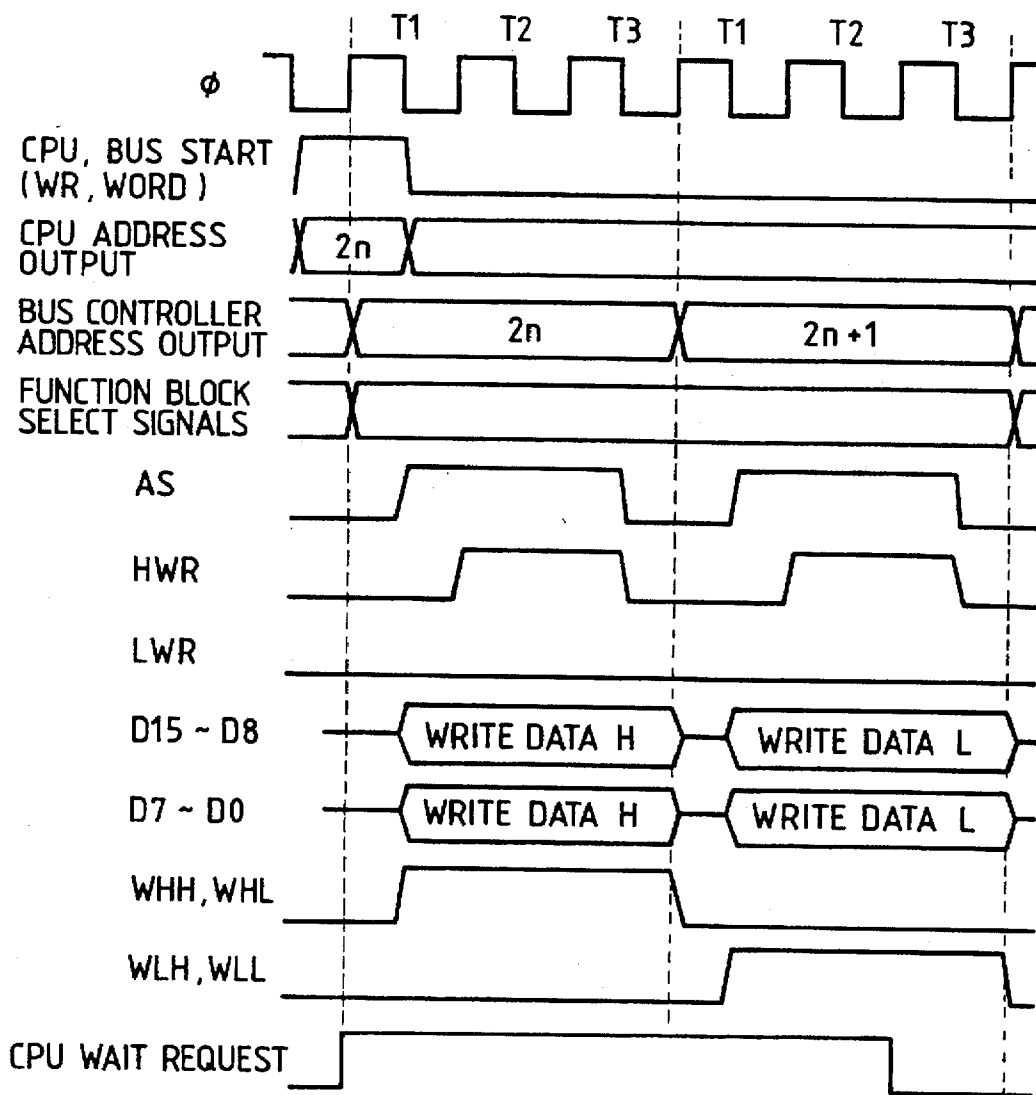 T1 T2 T3 T1 T2 T3
ϕ
CPU, BUS START
(WR, WORD)
CPU ADDRESS
OUTPUT
2n
BUS CONTROLLER
ADDRESS OUTPUT
2n 2n+1
FUNCTION BLOCK
SELECT SIGNALS
AS
HWR
LWR
D15 ~ D8 WRITE DATA H WRITE DATA L
D7 ~ D0 WRITE DATA H WRITE DATA L
WHH, WHL
WLH, WLL
CPU WAIT REQUEST